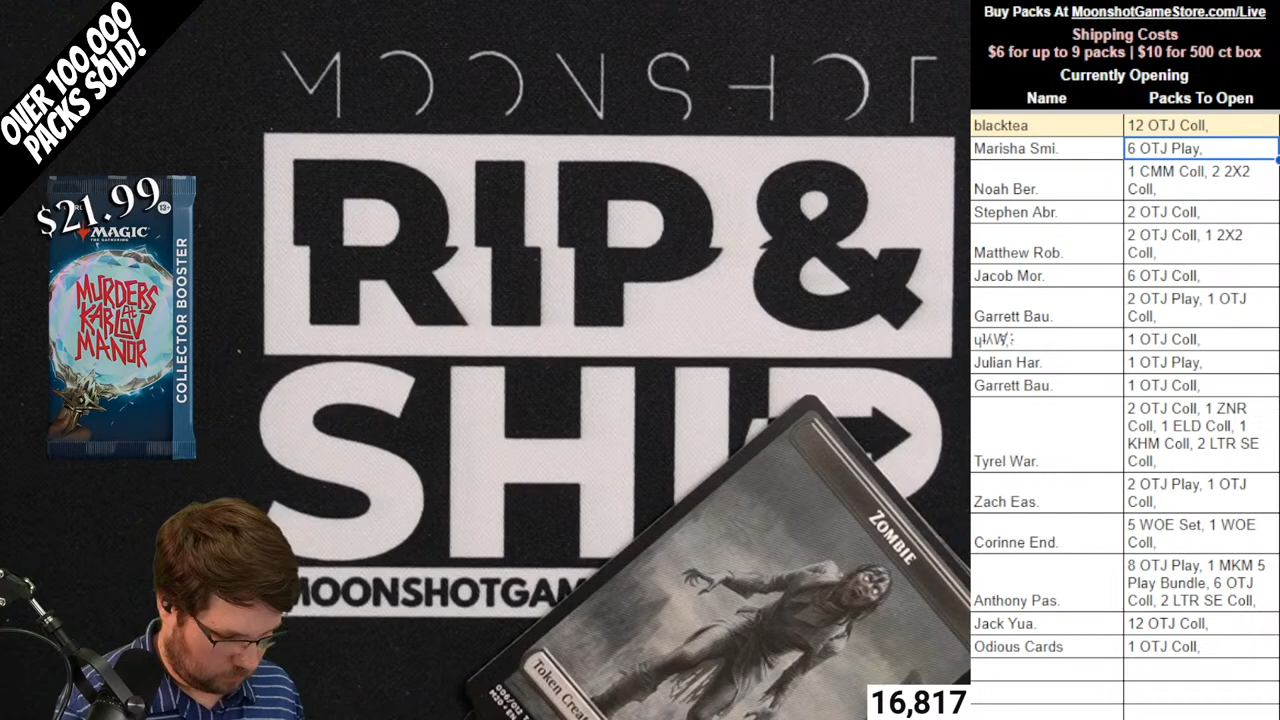 OVER 100,000
PACKS SOLD!
$21.99
MAGIC
THE GATHERING
13+
MURDERS
AT
KARLOV
MANOR
COLLECTOR BOOSTER
MOONSHOT
RIP &
SHIP
MOONSHOTGAM
ZOMBIE
Token Creat
16,817
Buy Packs At MoonshotGameStore.com/Live
Shipping Costs
$6 for up to 9 packs | $10 for 500 ct box
Currently Opening
Name Packs To Open
blacktea 12 OTJ Coll,
Marisha Smi. 6 OTJ Play,
1 CMM Coll, 2 2X2
Noah Ber. Coll,
Stephen Abr. 2 OTJ Coll,
2 OTJ Coll, 1 2X2
Matthew Rob. Coll,
Jacob Mor. 6 OTJ Coll,
2 OTJ Play, 1 OTJ
Garrett Bau. Coll,
1 OTJ Coll,
Julian Har. 1 OTJ Play,
Garrett Bau. 1 OTJ Coll,
2 OTJ Coll, 1 ZNR
Coll, 1 ELD Coll, 1
KHM Coll, 2 LTR SE
Tyrel War. Coll,
2 OTJ Play, 1 OTJ
Zach Eas. Coll,
5 WOE Set, 1 WOE
Corinne End. Coll,
8 OTJ Play, 1 MKM 5
Play Bundle, 6 OTJ
Anthony Pas. Coll, 2 LTR SE Coll,
Jack Yua. 12 OTJ Coll,
Odious Cards 1 OTJ Coll,